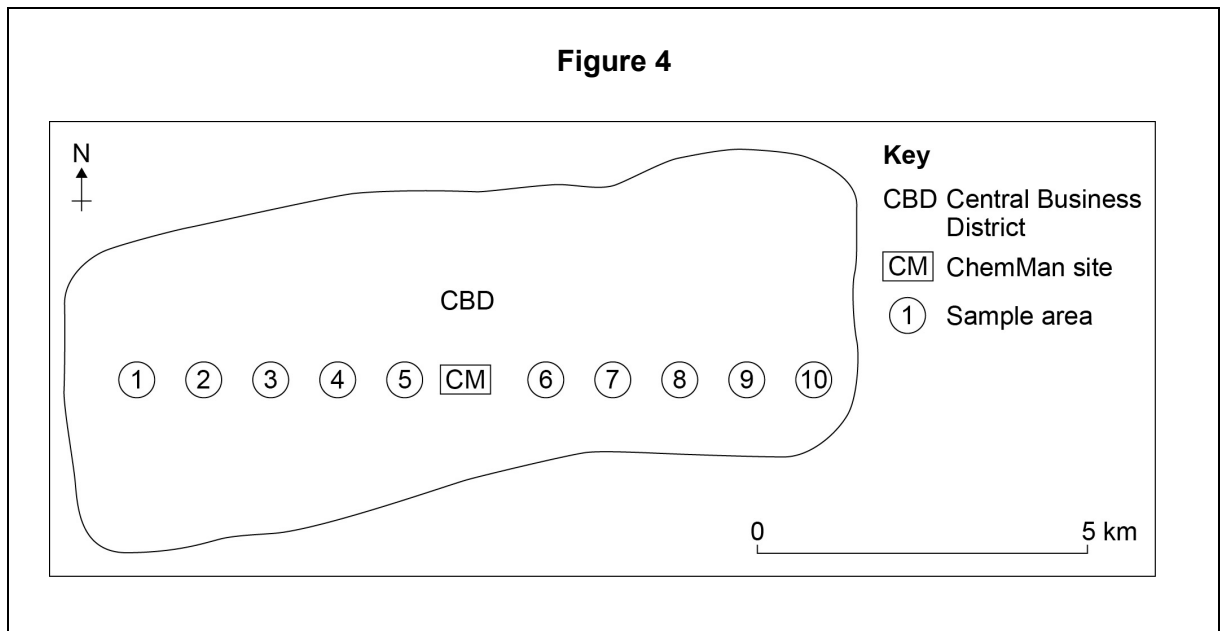 Figure 4
N
Key
CBD Central Business
District
CM ChemMan site
1 Sample area
CBD
1 2 3 4 5 CM 6 7 8 9 10
0 5 km